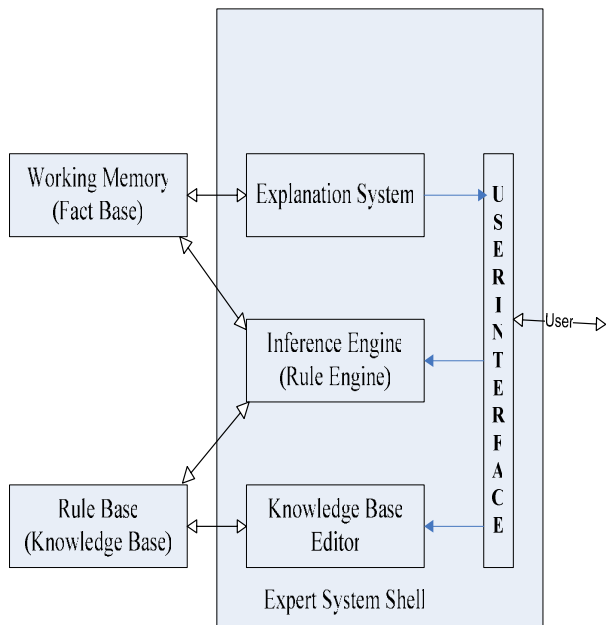 Working Memory
(Fact Base)
Explanation System
USER INTERFACE
User
Inference Engine
(Rule Engine)
Rule Base
(Knowledge Base)
Knowledge Base
Editor
Expert System Shell